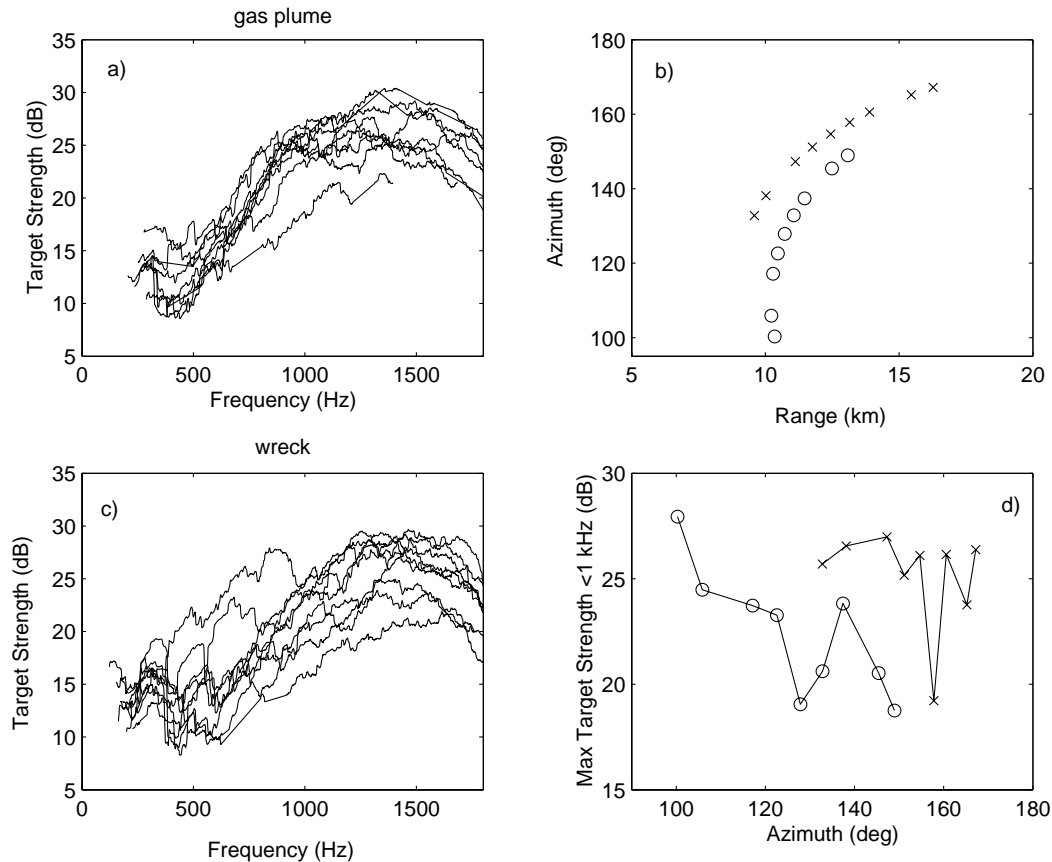 gas plume
35
30
25
20
15
10
5
a)
Target Strength (dB)
0 500 1000 1500
Frequency (Hz)
180
160
140
120
100
b)
Azimuth (deg)
5 10 15 20
Range (km)
wreck
35
30
25
20
15
10
5
c)
Target Strength (dB)
0 500 1000 1500
Frequency (Hz)
30
25
20
15
d)
Max Target Strength <1 kHz (dB)
100 120 140 160 180
Azimuth (deg)